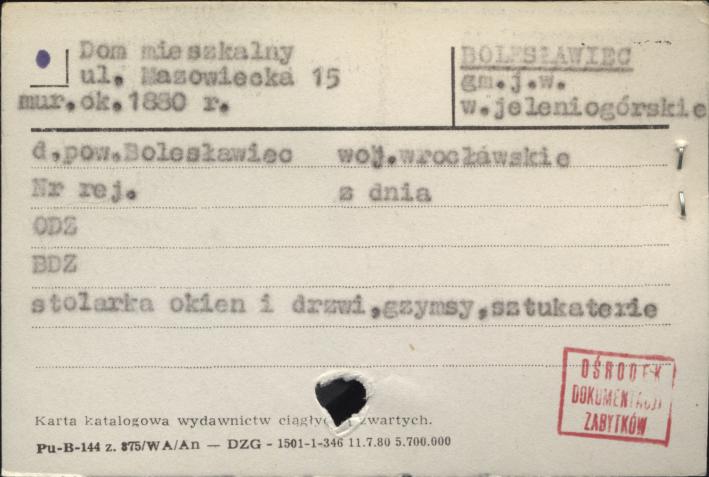 Dom mieszkalny
ul. Mazowiecka 15
mur.ok.1880 r.
BOLESŁAWIEC
gm.j.w.
w.jeleniogórskie
d.pow.Bolesławiec woj.wrocławskie
Nr rej. z dnia
ODZ
BDZ
stolarka okien i drzwi,gzymsy,sztukaterie
OŚRODEK
DOKUMENTACJI
ZABYTKÓW
Karta katalogowa wydawnictw ciągłyc zwartych.
Pu-B-144 z. 875/WA/An — DZG - 1501-1-346 11.7.80 5.700.000